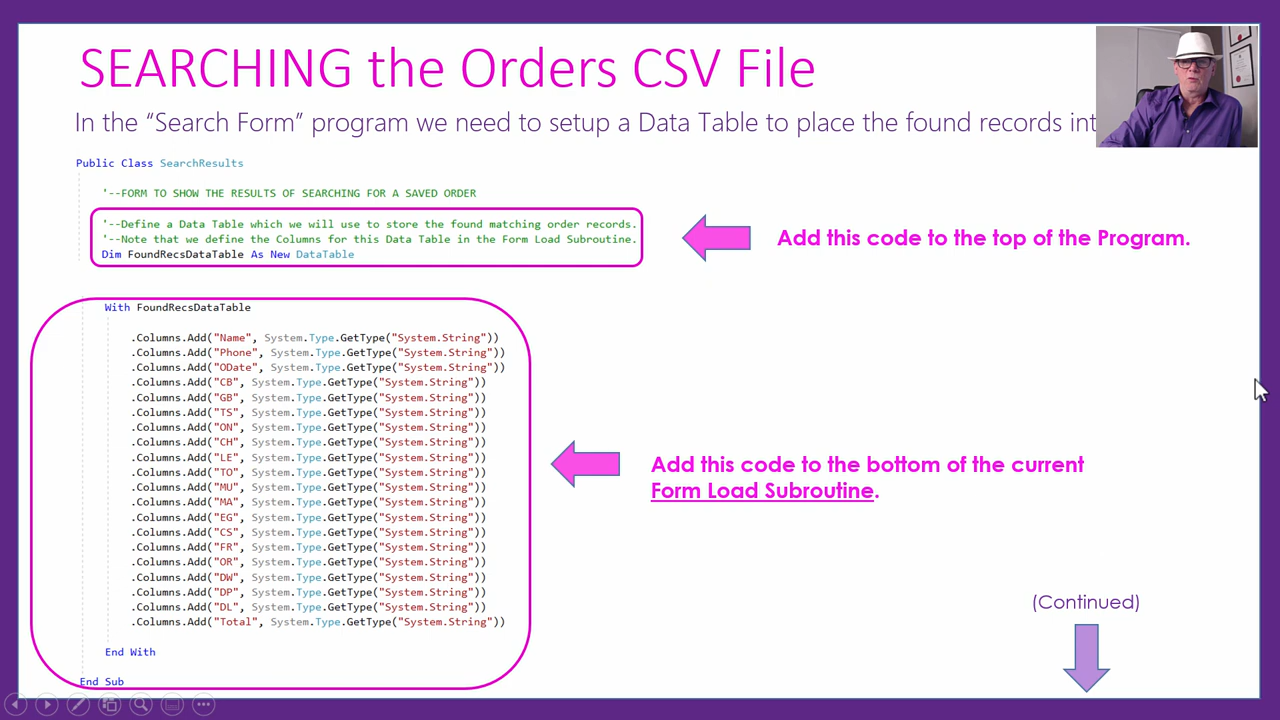 SEARCHING the Orders CSV File
In the “Search Form” program we need to setup a Data Table to place the found records
Public Class SearchResults
'--FORM TO SHOW THE RESULTS OF SEARCHING FOR A SAVED ORDER
'--Define a Data Table which we will use to store the found matching order records.
'--Note that we define the Columns for this Data Table in the Form Load Subroutine.
Dim FoundRecsDataTable As New DataTable
Add this code to the top of the Program.
With FoundRecsDataTable
.Columns.Add("Name", System.Type.GetType("System.String"))
.Columns.Add("Phone", System.Type.GetType("System.String"))
.Columns.Add("ODate", System.Type.GetType("System.String"))
.Columns.Add("CB", System.Type.GetType("System.String"))
.Columns.Add("GB", System.Type.GetType("System.String"))
.Columns.Add("TS", System.Type.GetType("System.String"))
.Columns.Add("ON", System.Type.GetType("System.String"))
.Columns.Add("CH", System.Type.GetType("System.String"))
.Columns.Add("LE", System.Type.GetType("System.String"))
.Columns.Add("TO", System.Type.GetType("System.String"))
.Columns.Add("MU", System.Type.GetType("System.String"))
.Columns.Add("MA", System.Type.GetType("System.String"))
.Columns.Add("EG", System.Type.GetType("System.String"))
.Columns.Add("CS", System.Type.GetType("System.String"))
.Columns.Add("FR", System.Type.GetType("System.String"))
.Columns.Add("OR", System.Type.GetType("System.String"))
.Columns.Add("DW", System.Type.GetType("System.String"))
.Columns.Add("DP", System.Type.GetType("System.String"))
.Columns.Add("DL", System.Type.GetType("System.String"))
.Columns.Add("Total", System.Type.GetType("System.String"))
End With
End Sub
Add this code to the bottom of the current
Form Load Subroutine.
(Continued)